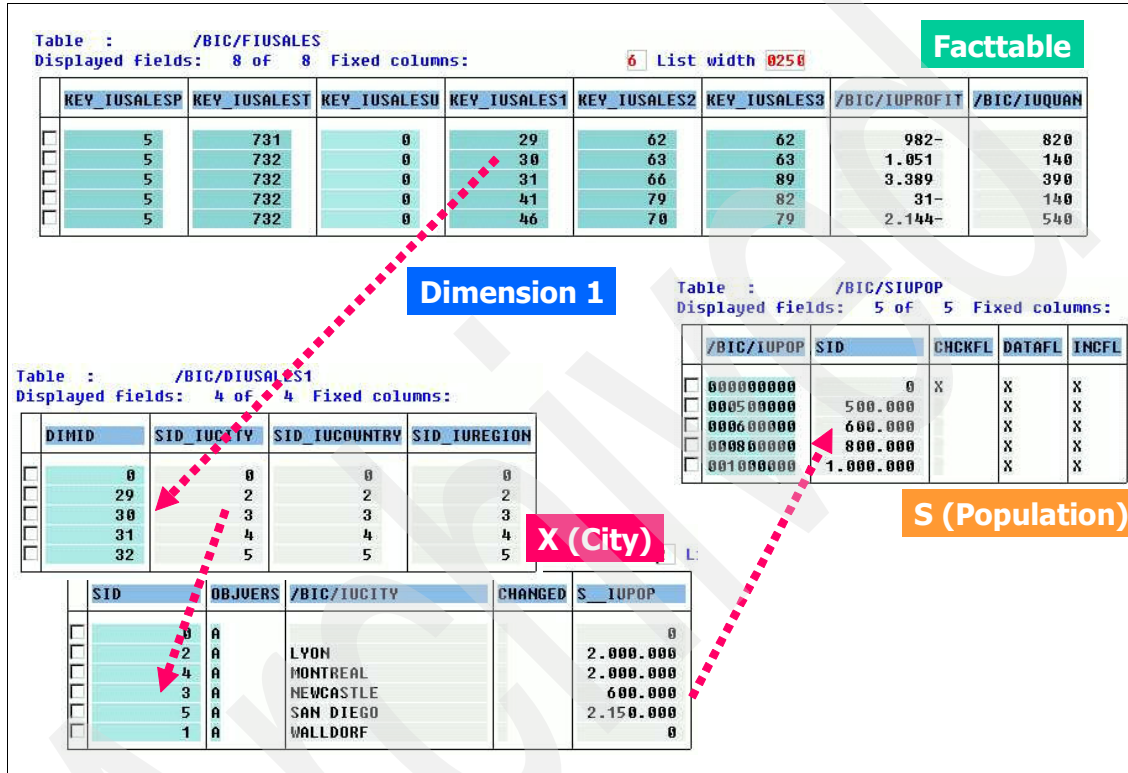 Table : /BIC/FIUSALES
Displayed fields: 8 of 8 Fixed columns: 6 List width 0250
Facttable
KEY_IUSALESP KEY_IUSALEST KEY_IUSALESU KEY_IUSALES1 KEY_IUSALES2 KEY_IUSALES3 /BIC/IUPROFIT /BIC/IUQUAN
5 731 0 29 62 62 982- 820
5 732 0 30 63 63 1.051 140
5 732 0 31 66 89 3.389 390
5 732 0 41 79 82 31- 140
5 732 0 46 70 79 2.144- 540
Dimension 1
Table : /BIC/SIUPOP
Displayed fields: 5 of 5 Fixed columns:
/BIC/IUPOP SID CHCKFL DATAFL INCFL
000000000 0 X X X
000500000 500.000 X X
000600000 600.000 X X
000800000 800.000 X X
001000000 1.000.000 X X
S (Population)
Table : /BIC/DIUSALES1
Displayed fields: 4 of 4 Fixed columns:
DIMID SID_IUCITY SID_IUCOUNTRY SID_IUREGION
0 0 0 0
29 2 2 2
30 3 3 3
31 4 4 4
32 5 5 5
X (City)
SID OBJVERS /BIC/IUCITY CHANGED S__IUPOP
0 A 0
2 A LYON 2.000.000
4 A MONTREAL 2.000.000
3 A NEWCASTLE 600.000
5 A SAN DIEGO 2.150.000
1 A WALLDORF 0
Archived